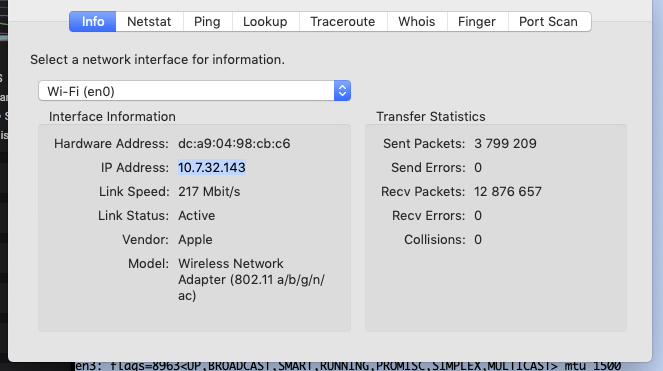 Info Netstat Ping Lookup Traceroute Whois Finger Port Scan
Select a network interface for information.
Wi-Fi (en0)
Interface Information
Hardware Address: dc:a9:04:98:cb:c6
IP Address: 10.7.32.143
Link Speed: 217 Mbit/s
Link Status: Active
Vendor: Apple
Model: Wireless Network
Adapter (802.11 a/b/g/n/
ac)
Transfer Statistics
Sent Packets: 3 799 209
Send Errors: 0
Recv Packets: 12 876 657
Recv Errors: 0
Collisions: 0
en3: flags=8963<UP,BROADCAST,SMART,RUNNING,PROMISC,SIMPLEX,MULTICAST> mtu 1500